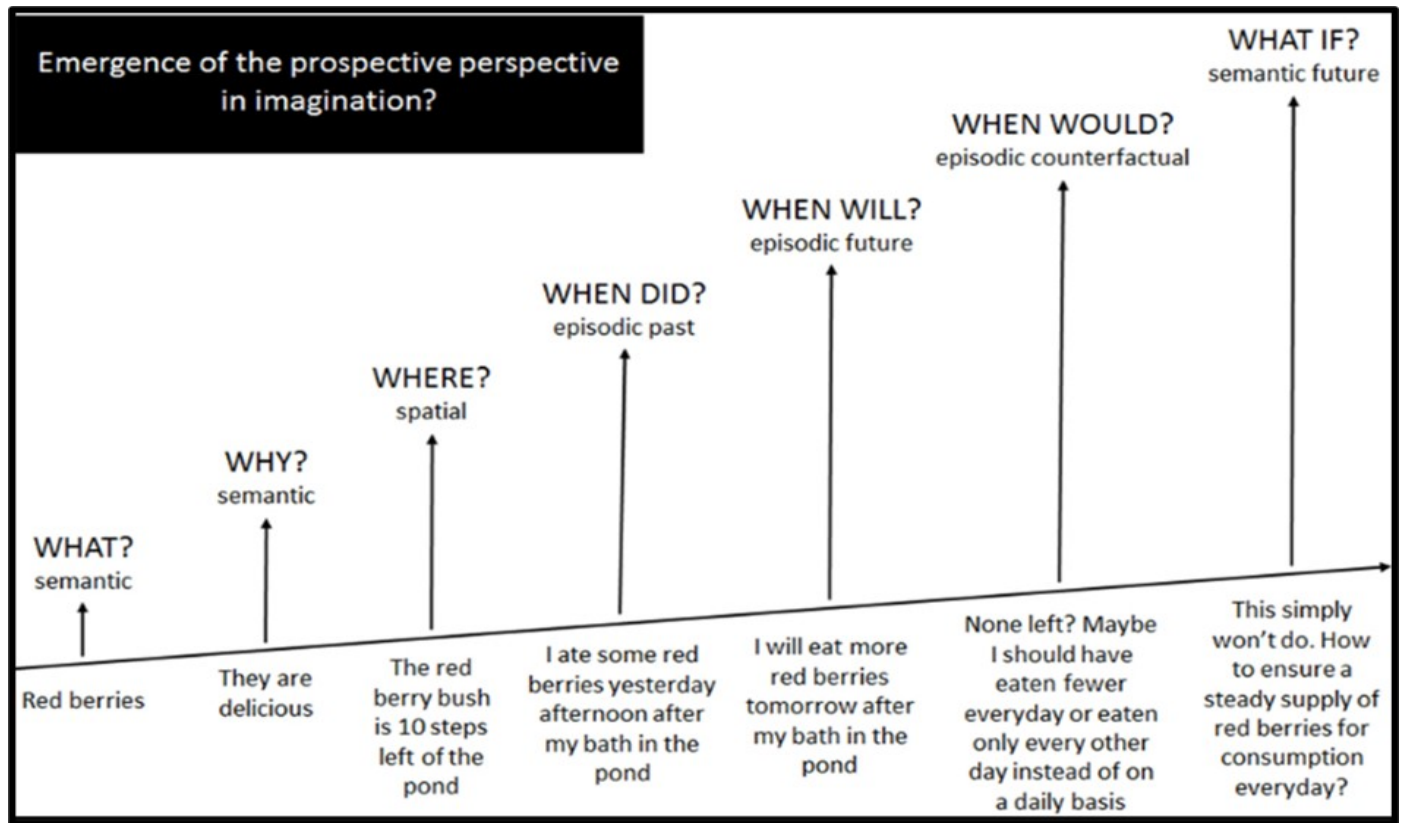 Emergence of the prospective perspective
in imagination?
WHAT?
semantic
Red berries
WHY?
semantic
They are
delicious
WHERE?
spatial
The red
berry bush
is 10 steps
left of the
pond
WHEN DID?
episodic past
I ate some red
berries yesterday
afternoon after
my bath in the
pond
WHEN WILL?
episodic future
I will eat more
red berries
tomorrow after
my bath in the
pond
WHEN WOULD?
episodic counterfactual
None left? Maybe
I should have
eaten fewer
everyday or eaten
only every other
day instead of on
a daily basis
WHAT IF?
semantic future
This simply
won't do. How
to ensure a
steady supply of
red berries for
consumption
everyday?